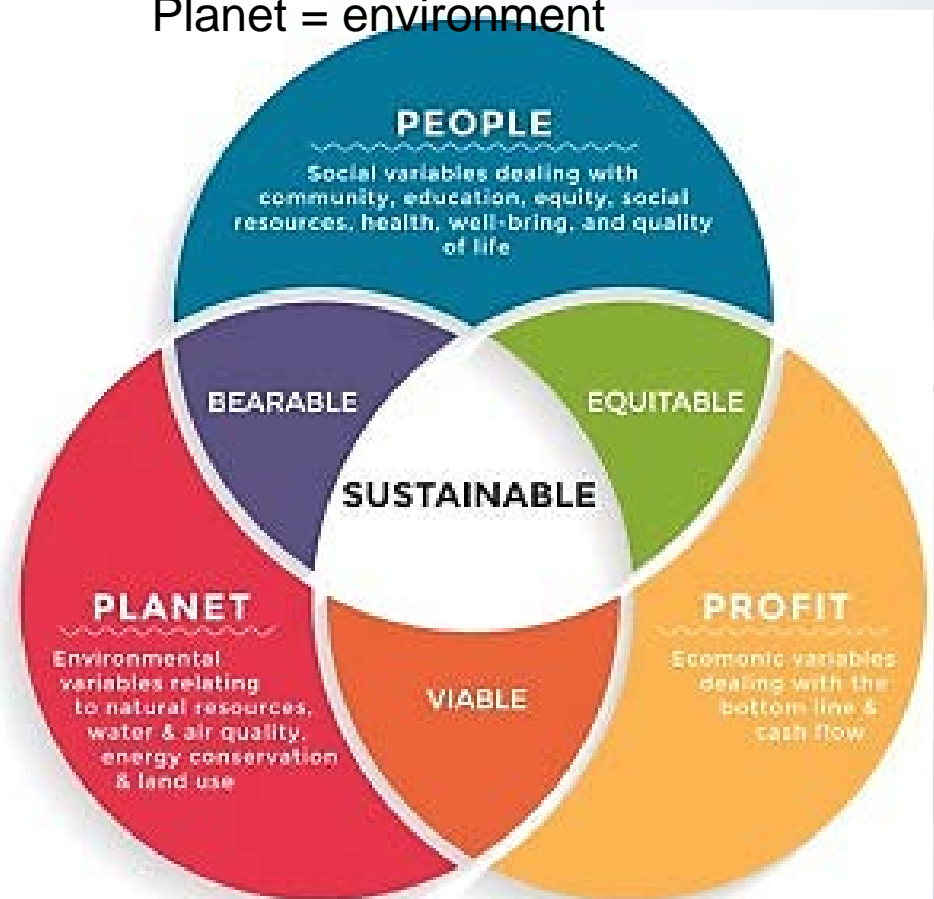 Planet = environment
PEOPLE
Social variables dealing with
community, education, equity, social
resources, health, well-bring, and quality
of life
BEARABLE
EQUITABLE
SUSTAINABLE
PLANET
Environmental
variables relating
to natural resources,
water & air quality,
energy conservation
& land use
PROFIT
Ecomonic variables
dealing with the
bottom line &
cash flow
VIABLE